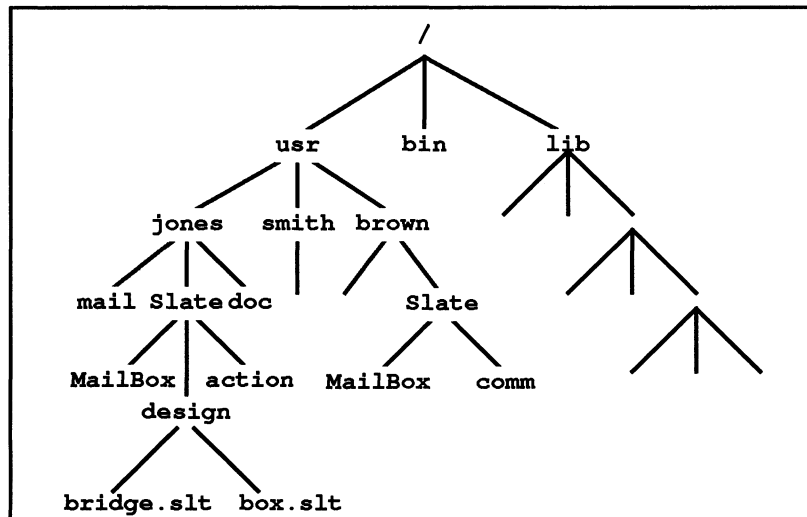 /
usr bin lib
jones smith brown
mail Slate doc Slate
MailBox action MailBox comm
design
bridge.slt box.slt